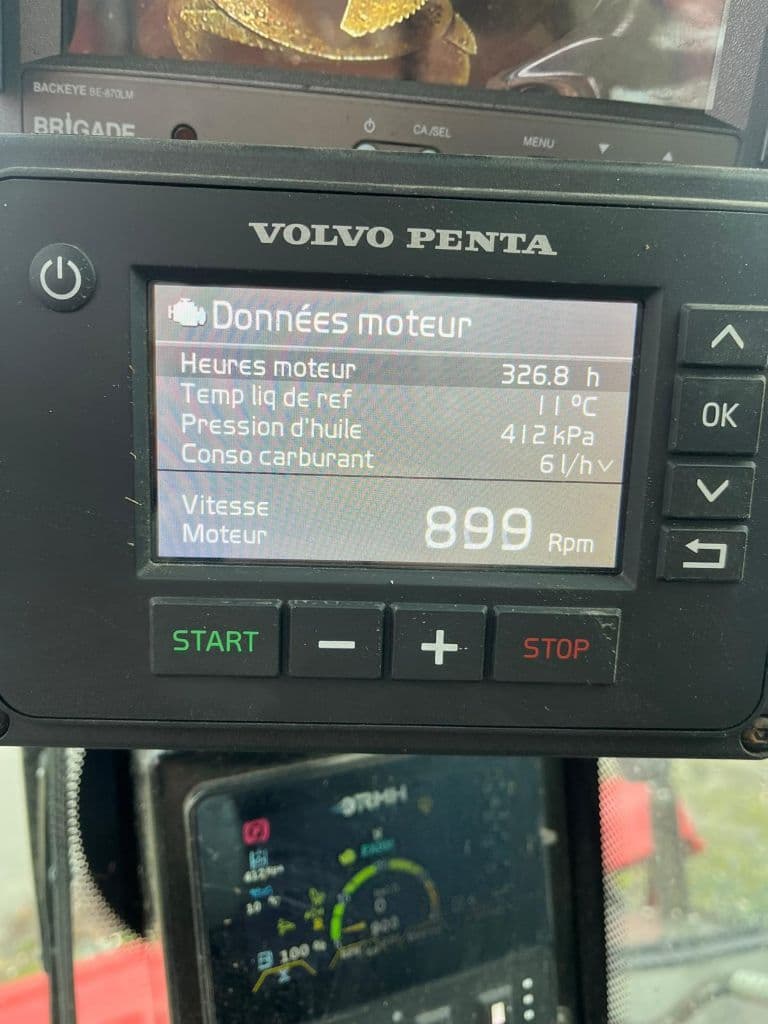 BACKEYE BE-870LM
BRIGADE
CA./SEL
MENU
VOLVO PENTA
Données moteur
Heures moteur 326.8 h
Temp liq de ref 11 °C
Pression d'huile 412 kPa
Conso carburant 6 l/h
Vitesse
Moteur 899 Rpm
OK
START - + STOP
100 %